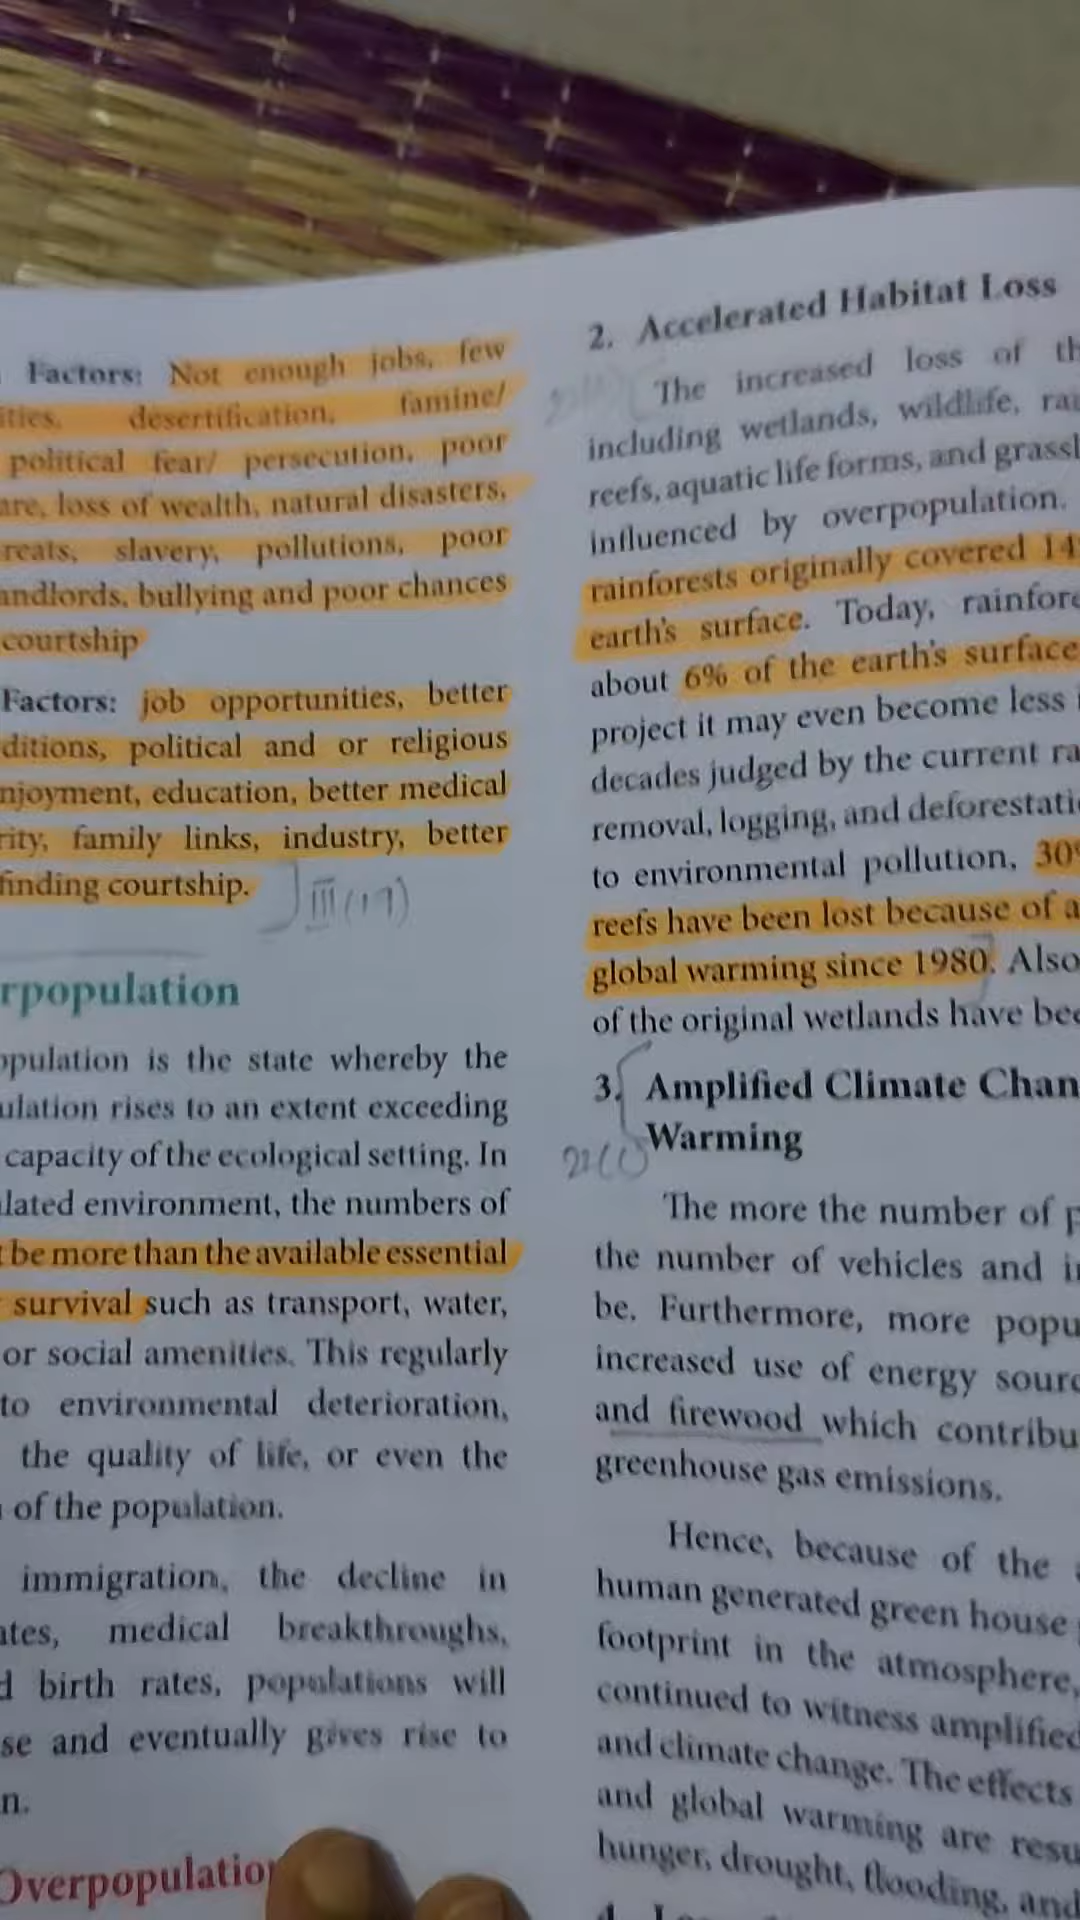 Factors: Not enough jobs, few
ities, desertification, famine/
political fear/ persecution, poor
are, loss of wealth, natural disasters,
reats, slavery, pollutions, poor
andlords, bullying and poor chances
courtship
Factors: job opportunities, better
ditions, political and or religious
njoyment, education, better medical
rity, family links, industry, better
finding courtship.
III (17)
rpopulation
opulation is the state whereby the
ulation rises to an extent exceeding
capacity of the ecological setting. In
lated environment, the numbers of
t be more than the available essential
survival such as transport, water,
or social amenities. This regularly
to environmental deterioration,
the quality of life, or even the
of the population.
immigration, the decline in
ates, medical breakthroughs,
d birth rates, populations will
se and eventually gives rise to
n.
Overpopulation
2. Accelerated Habitat Loss
The increased loss of th
including wetlands, wildlife, rai
reefs, aquatic life forms, and grassl
influenced by overpopulation.
rainforests originally covered 14
earth's surface. Today, rainfore
about 6% of the earth's surface
project it may even become less i
decades judged by the current ra
removal, logging, and deforestati
to environmental pollution, 30%
reefs have been lost because of a
global warming since 1980. Also
of the original wetlands have bee
3. Amplified Climate Chan
Warming
22()
The more the number of p
the number of vehicles and i
be. Furthermore, more popu
increased use of energy sourc
and firewood which contribu
greenhouse gas emissions.
Hence, because of the
human generated green house
footprint in the atmosphere,
continued to witness amplified
and climate change. The effects
and global warming are resu
hunger, drought, flooding, and